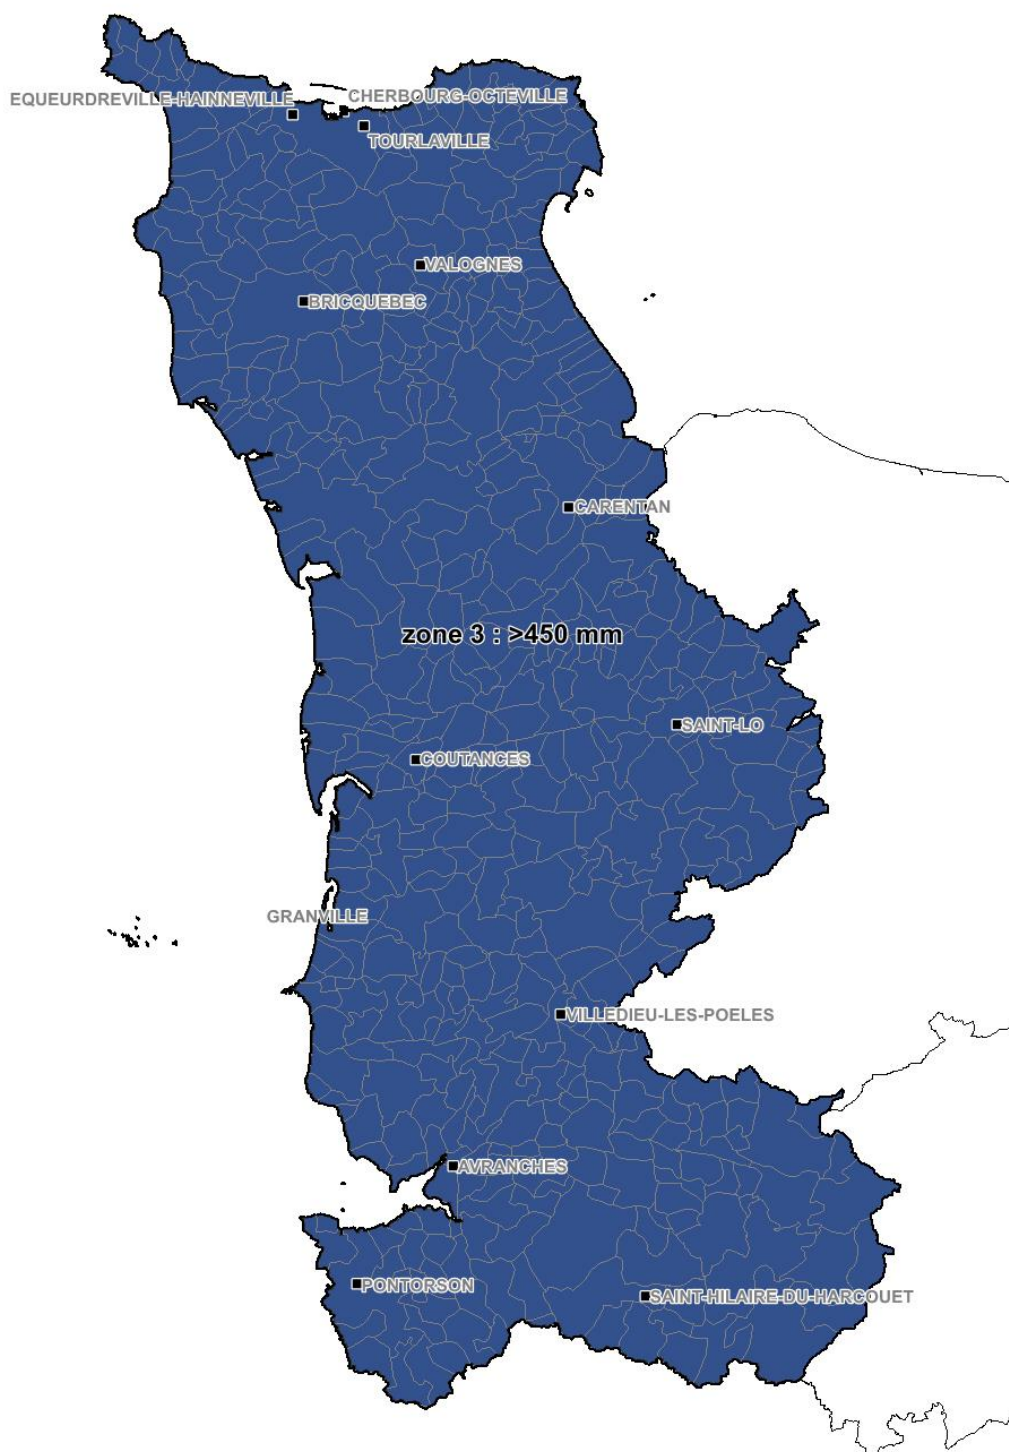 EQUEURDREVILLE-HAINNEVILLE
CHERBOURG-OCTEVILLE
TOURLAVILLE
VALOGNES
BRICQUEBEC
CARENTAN
zone 3 : >450 mm
SAINT-LO
COUTANCES
GRANVILLE
VILLEDIEU-LES-POELES
AVRANCHES
PONTORSON
SAINT-HILAIRE-DU-HARCOUET